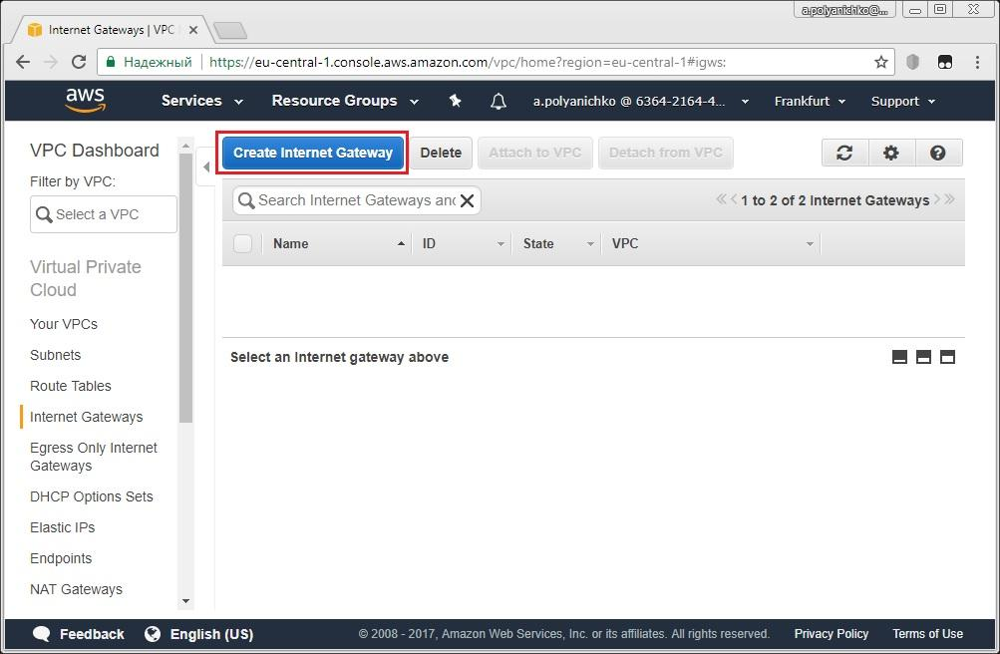 a.polyanichko@...
Internet Gateways | VPC
Надежный https://eu-central-1.console.aws.amazon.com/vpc/home?region=eu-central-1#igws:
aws Services Resource Groups a.polyanichko @ 6364-2164-4... Frankfurt Support
VPC Dashboard
Filter by VPC:
Select a VPC
Virtual Private
Cloud
Your VPCs
Subnets
Route Tables
Internet Gateways
Egress Only Internet
Gateways
DHCP Options Sets
Elastic IPs
Endpoints
NAT Gateways
Create Internet Gateway Delete Attach to VPC Detach from VPC
Search Internet Gateways and 1 to 2 of 2 Internet Gateways
Name ID State VPC
Select an Internet gateway above
Feedback English (US) © 2008 - 2017, Amazon Web Services, Inc. or its affiliates. All rights reserved. Privacy Policy Terms of Use